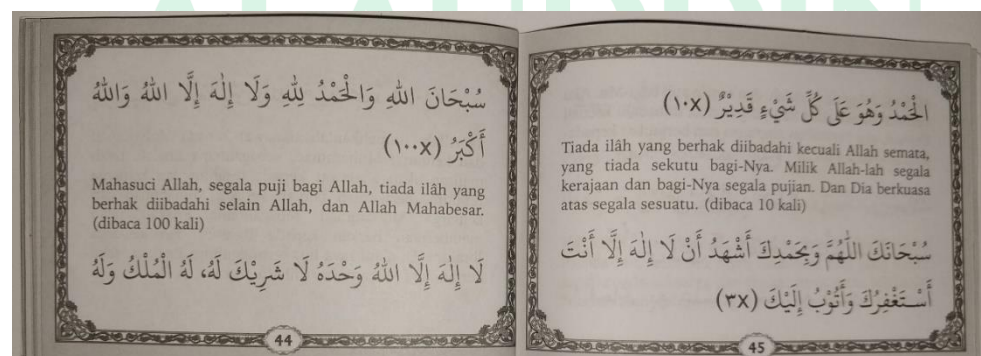 سُبْحَانَ اللهِ وَالْحَمْدُ لِلهِ وَلَا إِلٰهَ إِلَّا اللهُ وَاللهُ
أَكْبَرُ (١٠٠x)
Mahasuci Allah, segala puji bagi Allah, tiada ilâh yang
berhak diibadahi selain Allah, dan Allah Mahabesar.
(dibaca 100 kali)
لَا إِلٰهَ إِلَّا اللهُ وَحْدَهُ لَا شَرِيْكَ لَهُ، لَهُ الْمُلْكُ وَلَهُ
44
الْحَمْدُ وَهُوَ عَلَى كُلِّ شَيْءٍ قَدِيْرٌ (١٠x)
Tiada ilâh yang berhak diibadahi kecuali Allah semata,
yang tiada sekutu bagi-Nya. Milik Allah-lah segala
kerajaan dan bagi-Nya segala pujian. Dan Dia berkuasa
atas segala sesuatu. (dibaca 10 kali)
سُبْحَانَكَ اللّٰهُمَّ وَبِحَمْدِكَ أَشْهَدُ أَنْ لَا إِلٰهَ إِلَّا أَنْتَ
أَسْتَغْفِرُكَ وَأَتُوْبُ إِلَيْكَ (٣x)
45